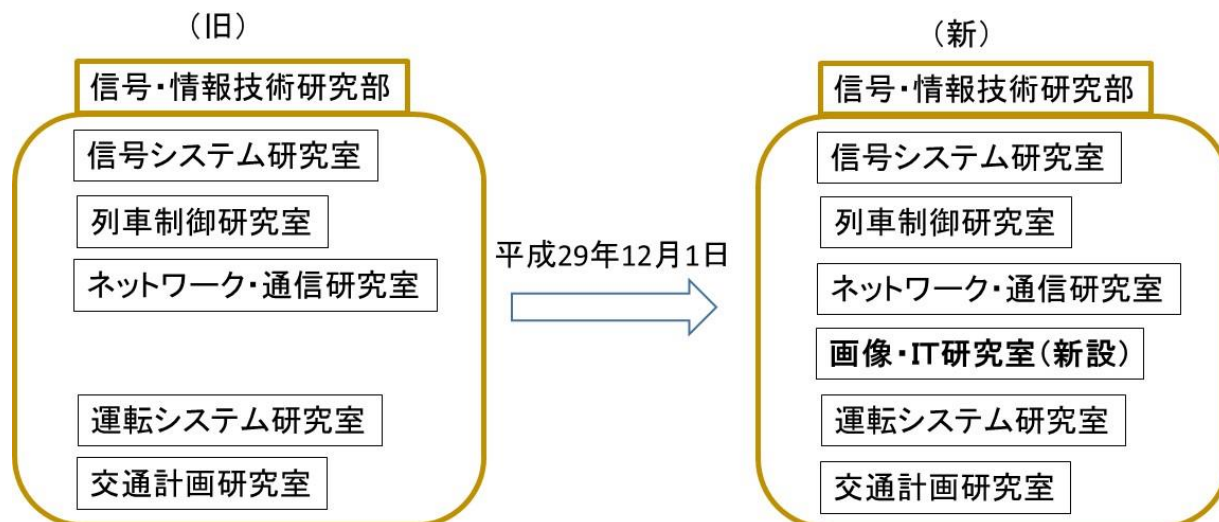 (旧)
信号・情報技術研究部
信号システム研究室
列車制御研究室
ネットワーク・通信研究室
運転システム研究室
交通計画研究室
平成29年12月1日
(新)
信号・情報技術研究部
信号システム研究室
列車制御研究室
ネットワーク・通信研究室
画像・IT研究室(新設)
運転システム研究室
交通計画研究室